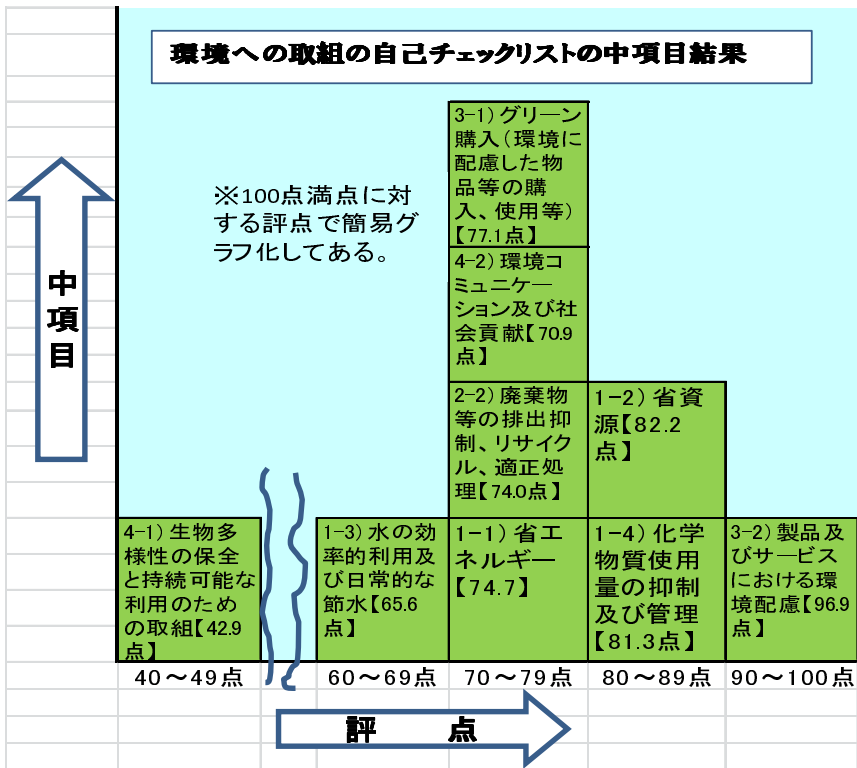 環境への取組の自己チェックリストの中項目結果
※100点満点に対
する評点で簡易グ
ラフ化してある。
中
項
目
3-1）グリーン
購入（環境に
配慮した物
品等の購
入、使用等）
【77.1点】
4-2）環境コ
ミュニケー
ション及び社
会貢献【70.9
点】
2-2）廃棄物
等の排出抑
制、リサイク
ル、適正処
理【74.0点】
1-2）省資
源【82.2
点】
4-1）生物多
様性の保全
と持続可能な
利用のため
の取組【42.9
点】
1-3）水の効
率的利用及
び日常的な
節水【65.6
点】
1-1）省エ
ネルギー
【74.7】
1-4）化学
物質使用
量の抑制
及び管理
【81.3点】
3-2）製品及
びサービス
における環
境配慮【96.9
点】
40～49点 60～69点 70～79点 80～89点 90～100点
評 点